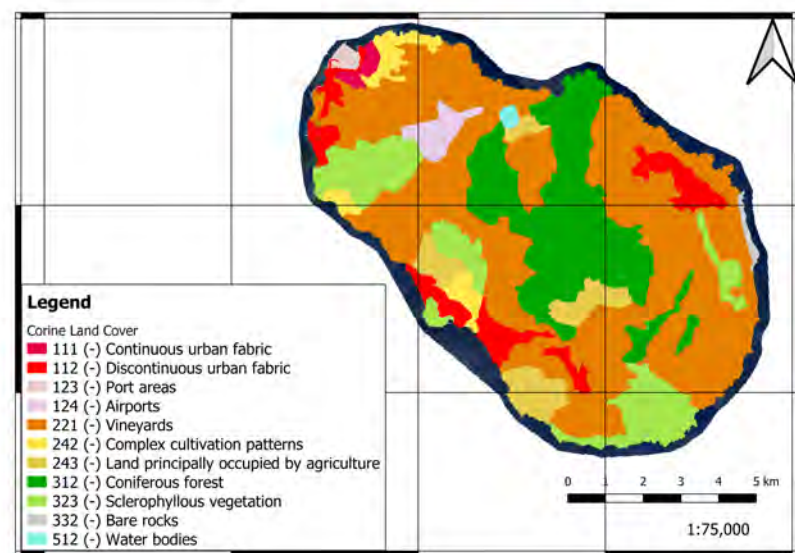 Legend
Corine Land Cover
111 (-) Continuous urban fabric
112 (-) Discontinuous urban fabric
123 (-) Port areas
124 (-) Airports
221 (-) Vineyards
242 (-) Complex cultivation patterns
243 (-) Land principally occupied by agriculture
312 (-) Coniferous forest
323 (-) Sclerophyllous vegetation
332 (-) Bare rocks
512 (-) Water bodies
0 1 2 3 4 5 km
1:75,000